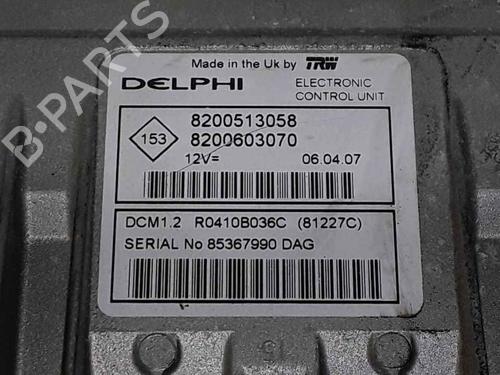 Made in the Uk by TRW
DELPHI ELECTRONIC
CONTROL UNIT
8200513058
153 8200603070
12V= 06.04.07
DCM1.2 R0410B036C (81227C)
SERIAL No 85367990 DAG
B-PARTS